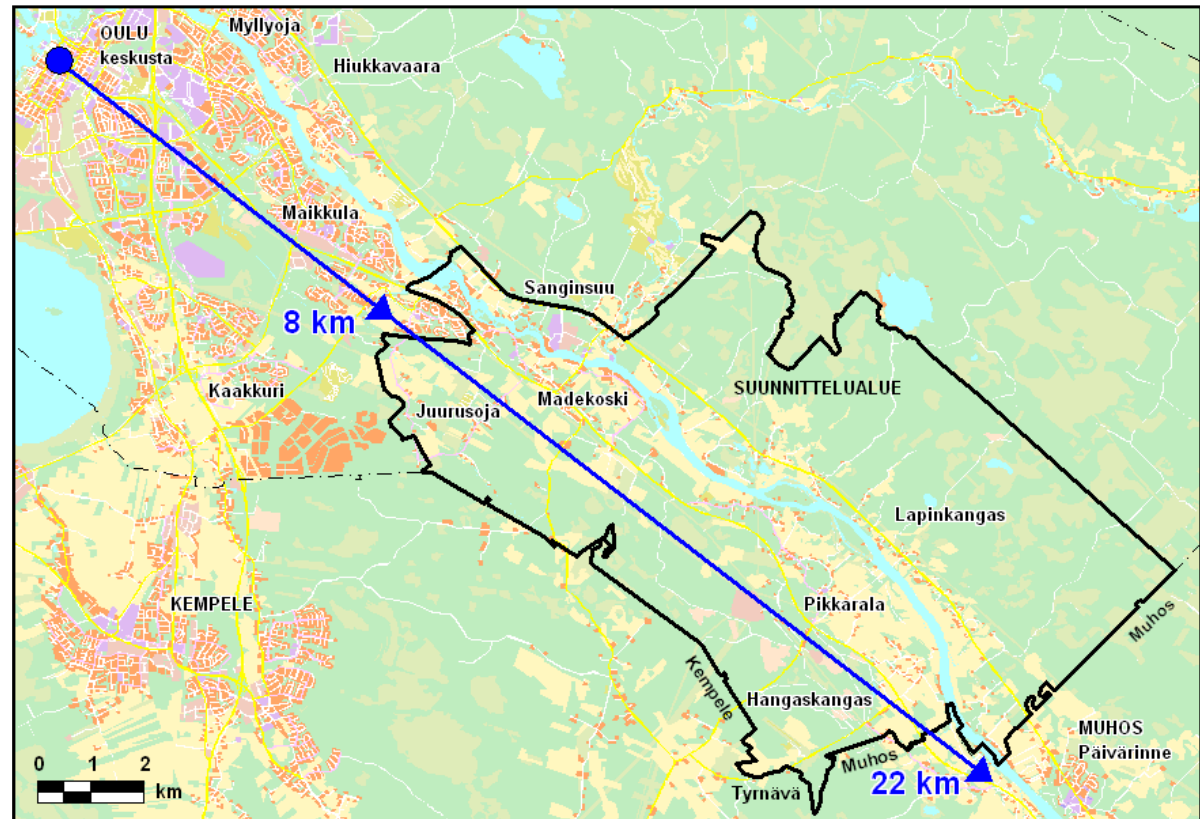 OULU
keskusta
Myllyoja
Hiukkavaara
Maikkula
Sanginsuu
8 km
Kaakkuri
Juurusoja
Madekoski
SUUNNITTELUALUE
Lapinkangas
KEMPELE
Pikkarala
Muhos
Kempele
Hangaskangas
MUHOS
Päivärinne
Muhos
Tyrnävä
22 km
0 1 2
km